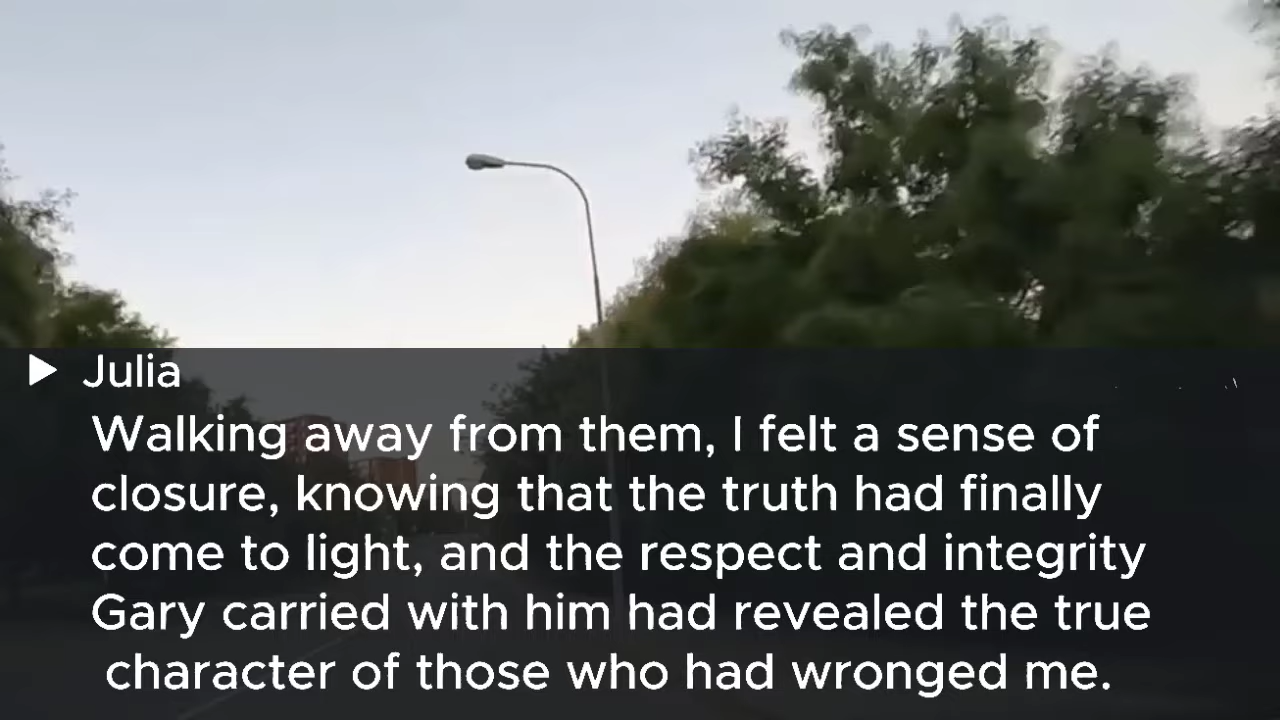 Julia
Walking away from them, I felt a sense of
closure, knowing that the truth had finally
come to light, and the respect and integrity
Gary carried with him had revealed the true
character of those who had wronged me.